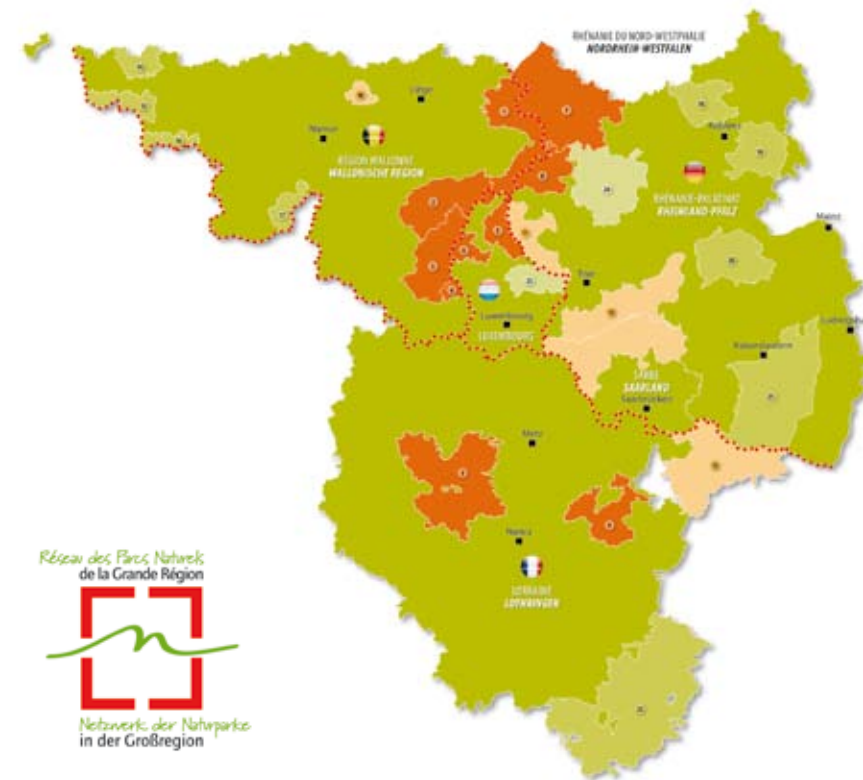 RHÉNANIE DU NORD-WESTPHALIE
NORDRHEIN-WESTFALEN
Liège
Namur
RÉGION WALLONNE
WALLONISCHE REGION
Koblenz
RHÉNANIE-PALATINAT
RHEINLAND-PFALZ
Mainz
Trier
Luxembourg
LUXEMBOURG
Kaiserslautern
SARRE
SAARLAND
Saarbrücken
Metz
Nancy
LORRAINE
LOTHRINGEN
Réseau des Parcs Naturels
de la Grande Région
Netzwerk der Naturparke
in der Großregion